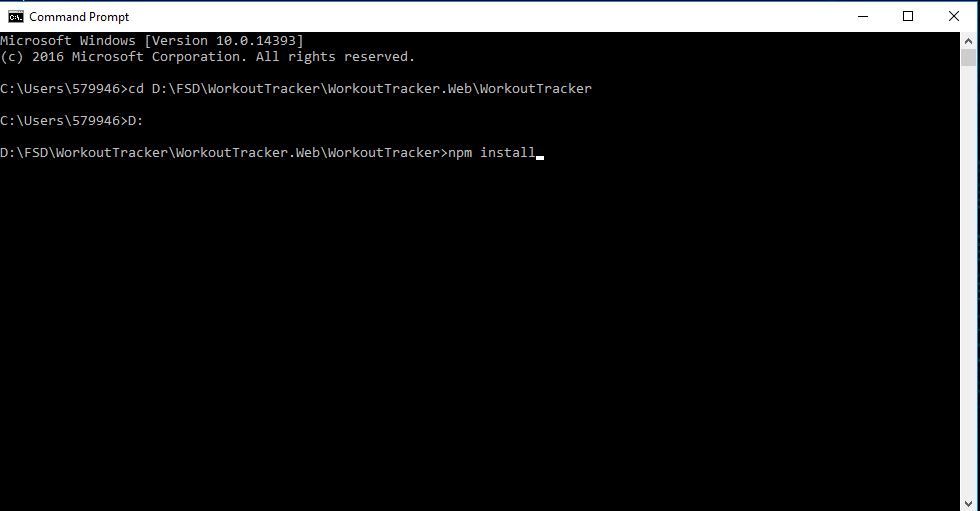 Command Prompt
Microsoft Windows [Version 10.0.14393]
(c) 2016 Microsoft Corporation. All rights reserved.
C:\Users\579946>cd D:\FSD\WorkoutTracker\WorkoutTracker.Web\WorkoutTracker
C:\Users\579946>D:
D:\FSD\WorkoutTracker\WorkoutTracker.Web\WorkoutTracker>npm install